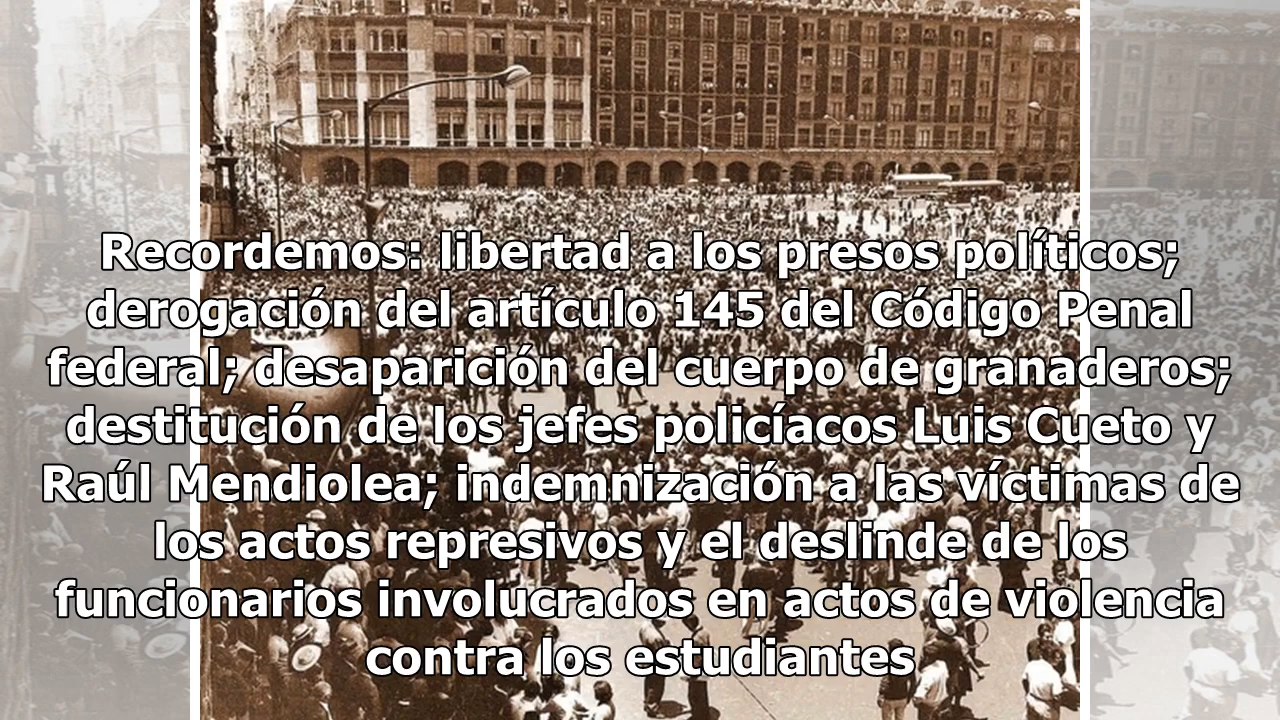 Recordemos: libertad a los presos políticos;
derogación del artículo 145 del Código Penal
federal; desaparición del cuerpo de granaderos;
destitución de los jefes policíacos Luis Cueto y
Raúl Mendiolea; indemnización a las víctimas de
los actos represivos y el deslinde de los
funcionarios involucrados en actos de violencia
contra los estudiantes